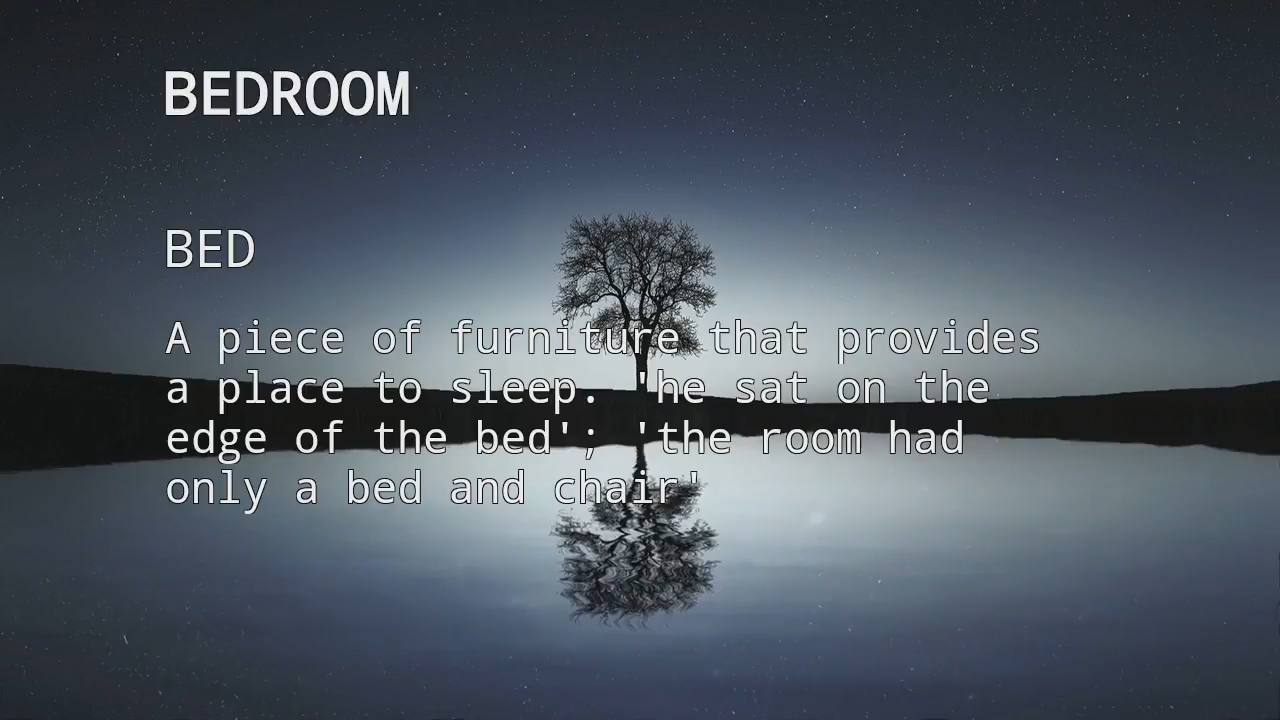 BEDROOM
BED
A piece of furniture that provides
a place to sleep. 'he sat on the
edge of the bed'; 'the room had
only a bed and chair'